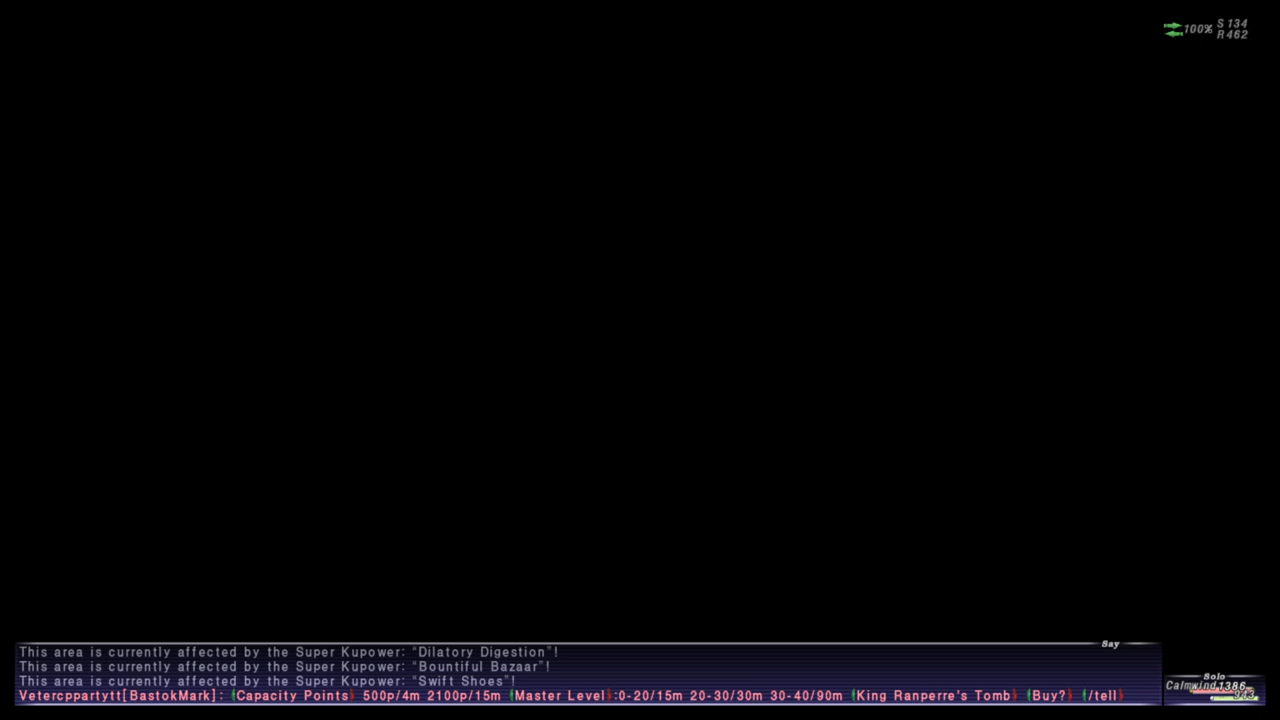 100% S 134
R 462
Say
This area is currently affected by the Super Kupower: “Dilatory Digestion”!
This area is currently affected by the Super Kupower: “Bountiful Bazaar”!
This area is currently affected by the Super Kupower: “Swift Shoes”!
Vetercppartytt[BastokMark]: (Capacity Points) 500p/4m 2100p/15m (Master Level):0-20/15m 20-30/30m 30-40/90m (King Ranperre's Tomb) (Buy?) (/tell)
Solo
Calmwind 1386
943